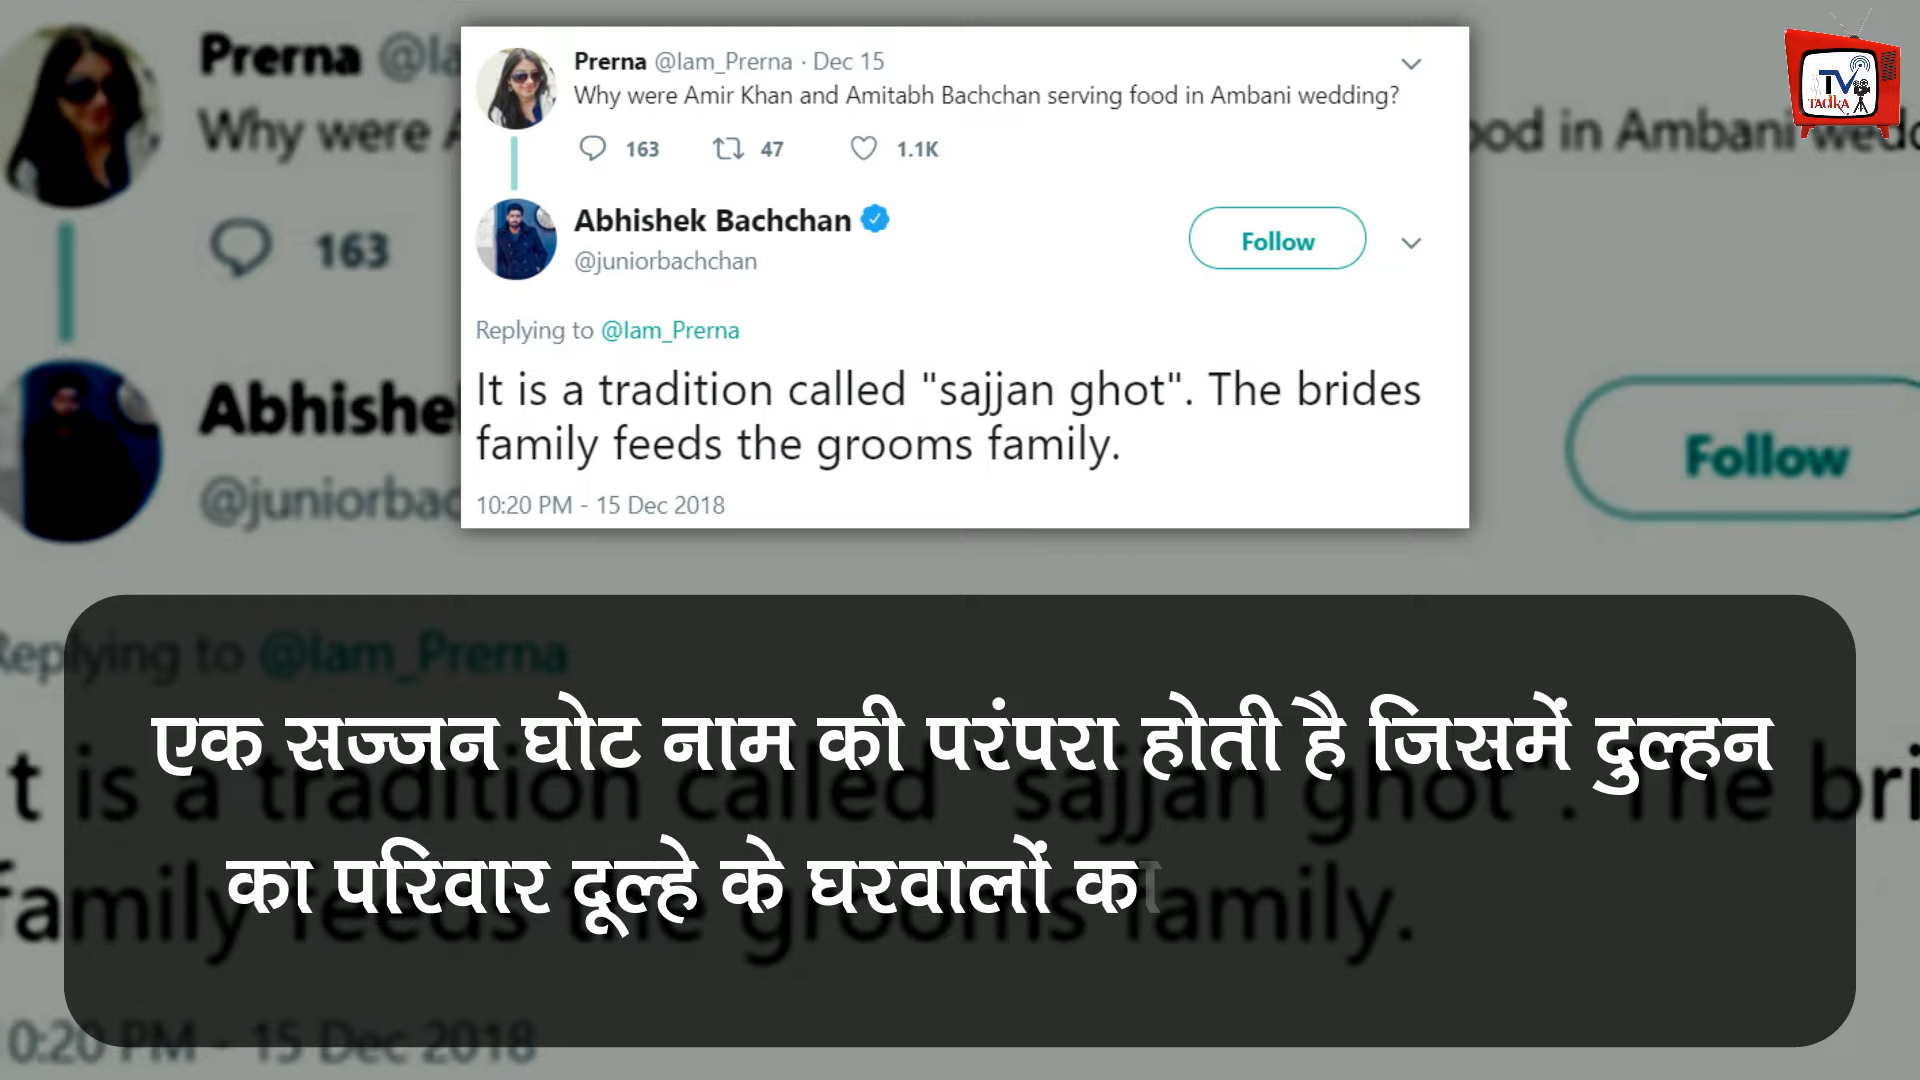 Prerna @Iam_Prerna · Dec 15
Why were Amir Khan and Amitabh Bachchan serving food in Ambani wedding?
163 47 1.1K
Abhishek Bachchan
@juniorbachchan
Follow
Replying to @Iam_Prerna
It is a tradition called "sajjan ghot". The brides
family feeds the grooms family.
10:20 PM - 15 Dec 2018
TV
TADKA
एक सज्जन घोट नाम की परंपरा होती है जिसमें दुल्हन
का परिवार दूल्हे के घरवालों का